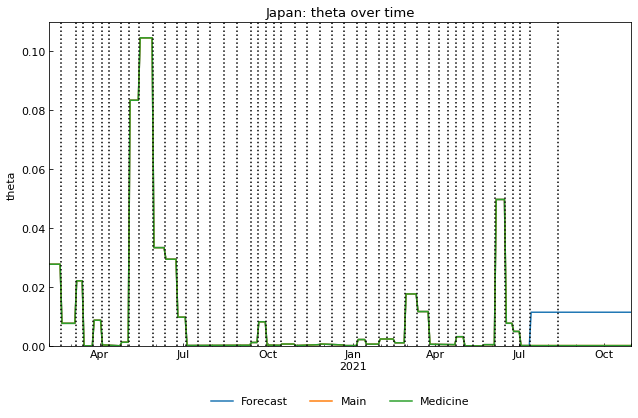 Japan: theta over time
0.10
0.08
0.06
0.04
0.02
0.00
theta
Apr Jul Oct Jan Apr Jul Oct
2021
Forecast Main Medicine